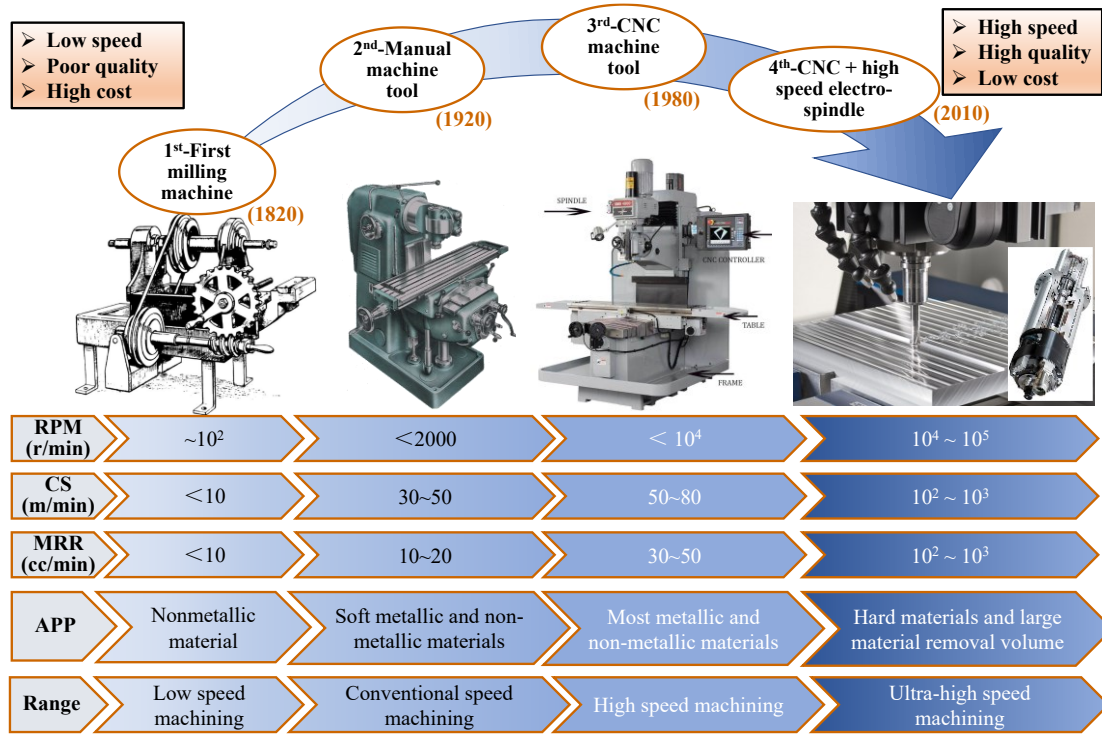 ➢ Low speed
➢ Poor quality
➢ High cost
1st-First
milling
machine
(1820)
2nd-Manual
machine
tool
(1920)
3rd-CNC
machine
tool
(1980)
4th-CNC + high
speed electro-
spindle
(2010)
➢ High speed
➢ High quality
➢ Low cost
SPINDLE
CNC CONTROLLER
TABLE
FRAME
RPM
(r/min)
~10²
<2000
< 10⁴
10⁴ ~ 10⁵
CS
(m/min)
<10
30~50
50~80
10² ~ 10³
MRR
(cc/min)
<10
10~20
30~50
10² ~ 10³
APP
Nonmetallic
material
Soft metallic and non-
metallic materials
Most metallic and
non-metallic materials
Hard materials and large
material removal volume
Range
Low speed
machining
Conventional speed
machining
High speed machining
Ultra-high speed
machining